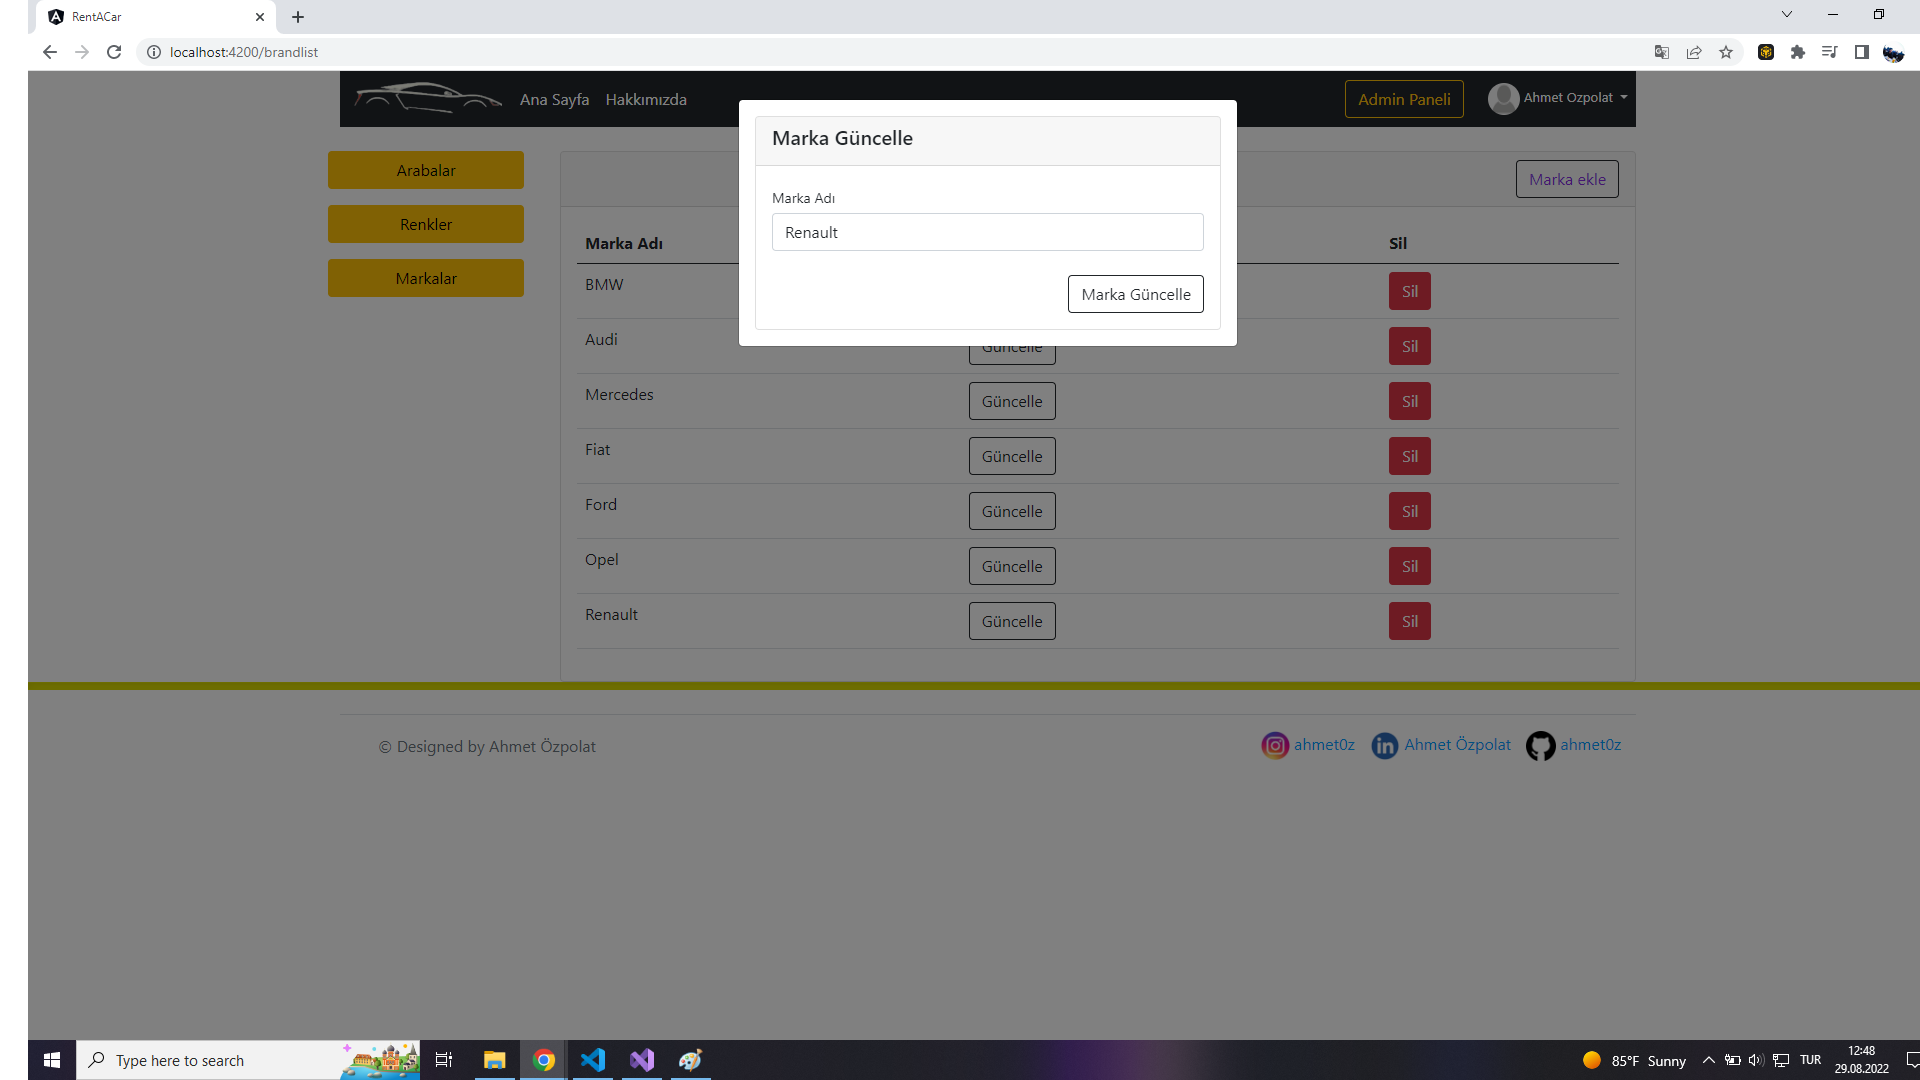 RentACar
localhost:4200/brandlist
Ana Sayfa Hakkımızda Admin Paneli Ahmet Ozpolat
Marka Güncelle
Marka Adı
Renault
Marka Güncelle
Arabalar
Renkler
Markalar
Marka ekle
Marka Adı Sil
BMW Sil
Audi Güncelle Sil
Mercedes Güncelle Sil
Fiat Güncelle Sil
Ford Güncelle Sil
Opel Güncelle Sil
Renault Güncelle Sil
© Designed by Ahmet Özpolat ahmet0z Ahmet Özpolat ahmet0z
Type here to search 85°F Sunny TUR 12:48
29.08.2022